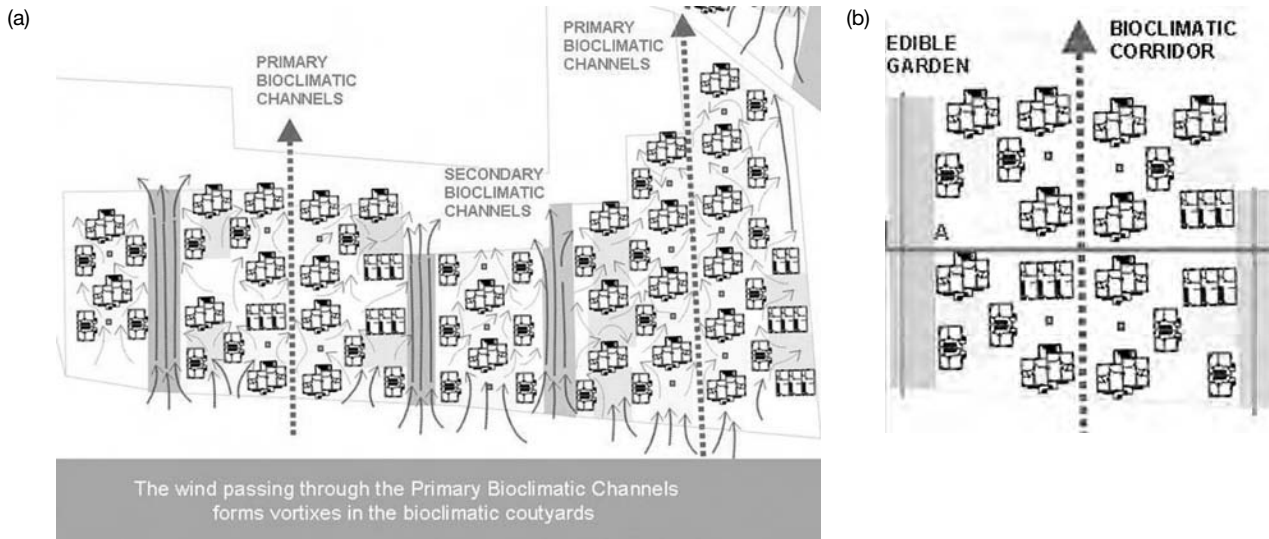 (a)
PRIMARY
BIOCLIMATIC
CHANNELS
PRIMARY
BIOCLIMATIC
CHANNELS
SECONDARY
BIOCLIMATIC
CHANNELS
The wind passing through the Primary Bioclimatic Channels
forms vortixes in the bioclimatic coutyards
(b)
EDIBLE
GARDEN
BIOCLIMATIC
CORRIDOR
A